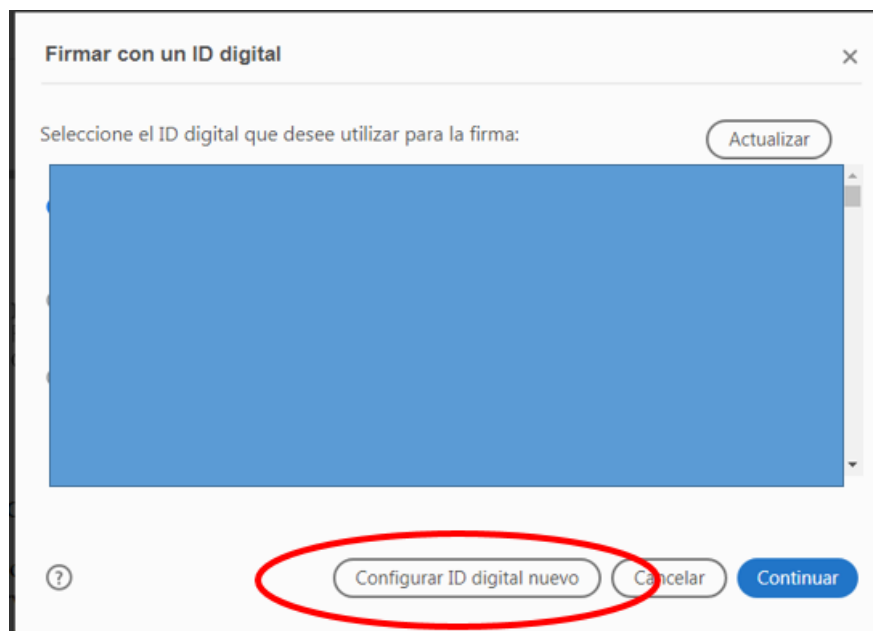 Firmar con un ID digital
Seleccione el ID digital que desee utilizar para la firma:
Actualizar
Configurar ID digital nuevo
Cancelar
Continuar